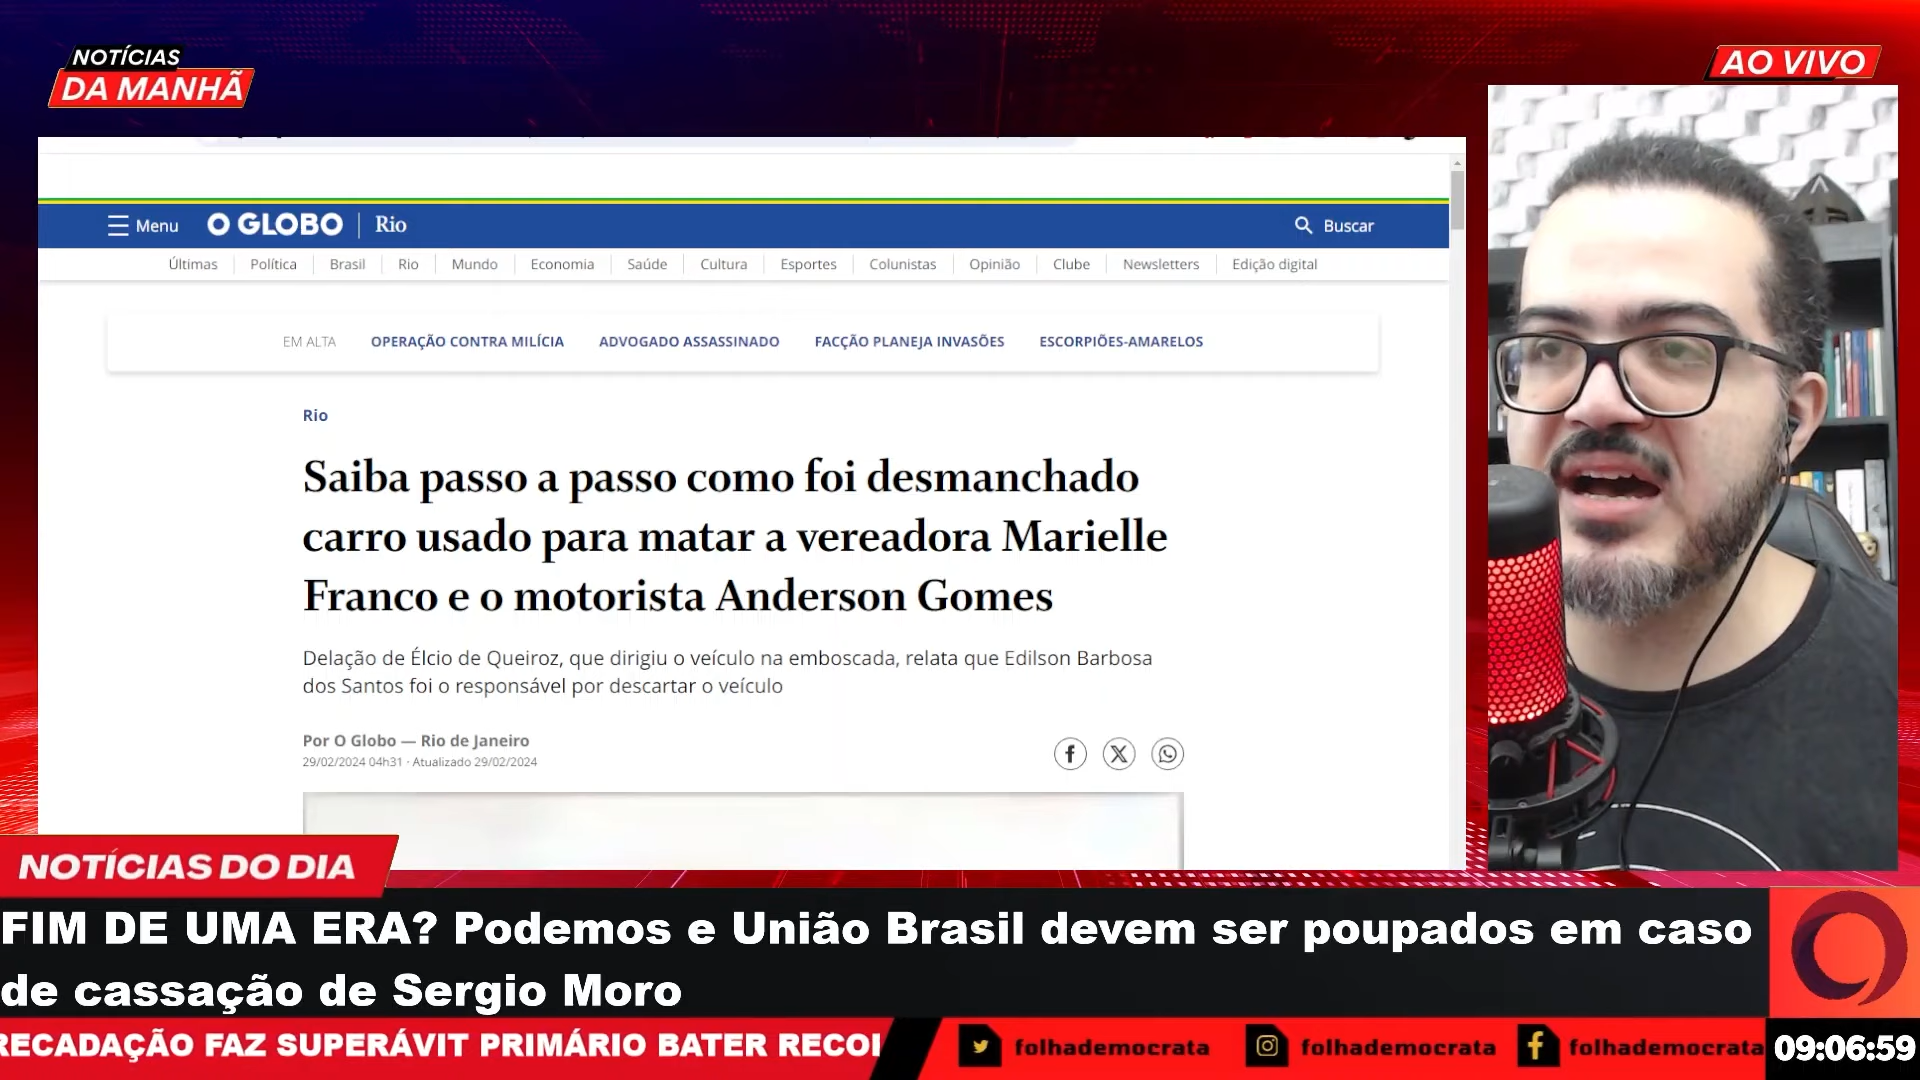 NOTÍCIAS
DA MANHÃ
AO VIVO
Menu
O GLOBO | Rio
Buscar
Últimas
Política
Brasil
Rio
Mundo
Economia
Saúde
Cultura
Esportes
Colunistas
Opinião
Clube
Newsletters
Edição digital
EM ALTA
OPERAÇÃO CONTRA MILÍCIA
ADVOGADO ASSASSINADO
FACÇÃO PLANEJA INVASÕES
ESCORPIÕES-AMARELOS
Rio
Saiba passo a passo como foi desmanchado
carro usado para matar a vereadora Marielle
Franco e o motorista Anderson Gomes
Delação de Élcio de Queiroz, que dirigiu o veículo na emboscada, relata que Edilson Barbosa
dos Santos foi o responsável por descartar o veículo
Por O Globo — Rio de Janeiro
29/02/2024 04h31 · Atualizado 29/02/2024
NOTÍCIAS DO DIA
FIM DE UMA ERA? Podemos e União Brasil devem ser poupados em caso
de cassação de Sergio Moro
RECADAÇÃO FAZ SUPERÁVIT PRIMÁRIO BATER RECOI
folhademocrata
folhademocrata
folhademocrata
09:06:59